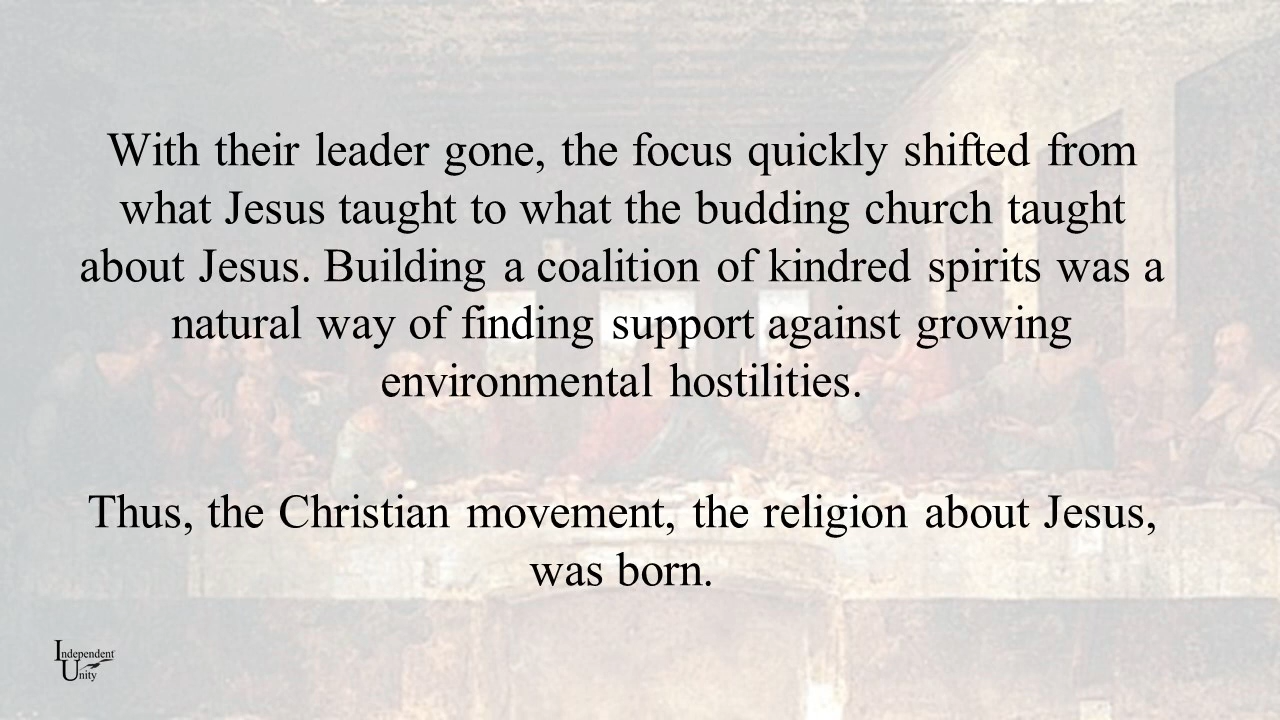 With their leader gone, the focus quickly shifted from
what Jesus taught to what the budding church taught
about Jesus. Building a coalition of kindred spirits was a
natural way of finding support against growing
environmental hostilities.
Thus, the Christian movement, the religion about Jesus,
was born.
Independent
Unity